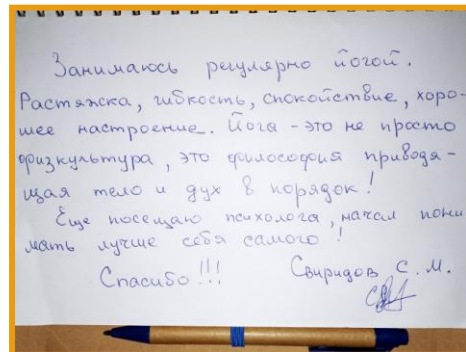 Занимаюсь регулярно йогой.
Растяжка, гибкость, спокойствие, хоро-
шее настроение. Йога - это не просто
физкультура, это философия приводя-
щая тело и дух в порядок!
Еще посещаю психолога, начал пони
мать лучше себя самого!
Спасибо!!! Свиридов С. М.